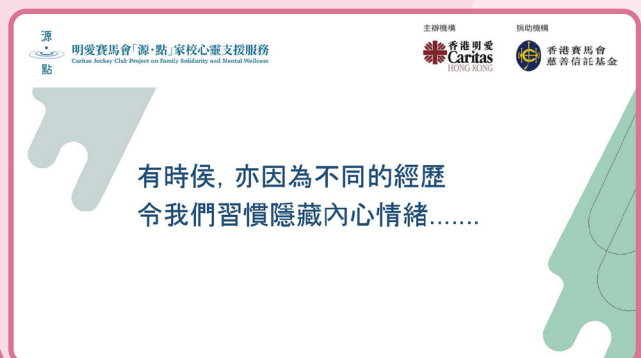 源
點
明愛賽馬會「源‧點」家校心靈支援服務
Caritas Jockey Club Project on Family Solidarity and Mental Wellness
主辦機構
香港明愛
Caritas
HONG KONG
捐助機構
香港賽馬會
慈善信託基金
有時侯, 亦因為不同的經歷
令我們習慣隱藏內心情緒.......